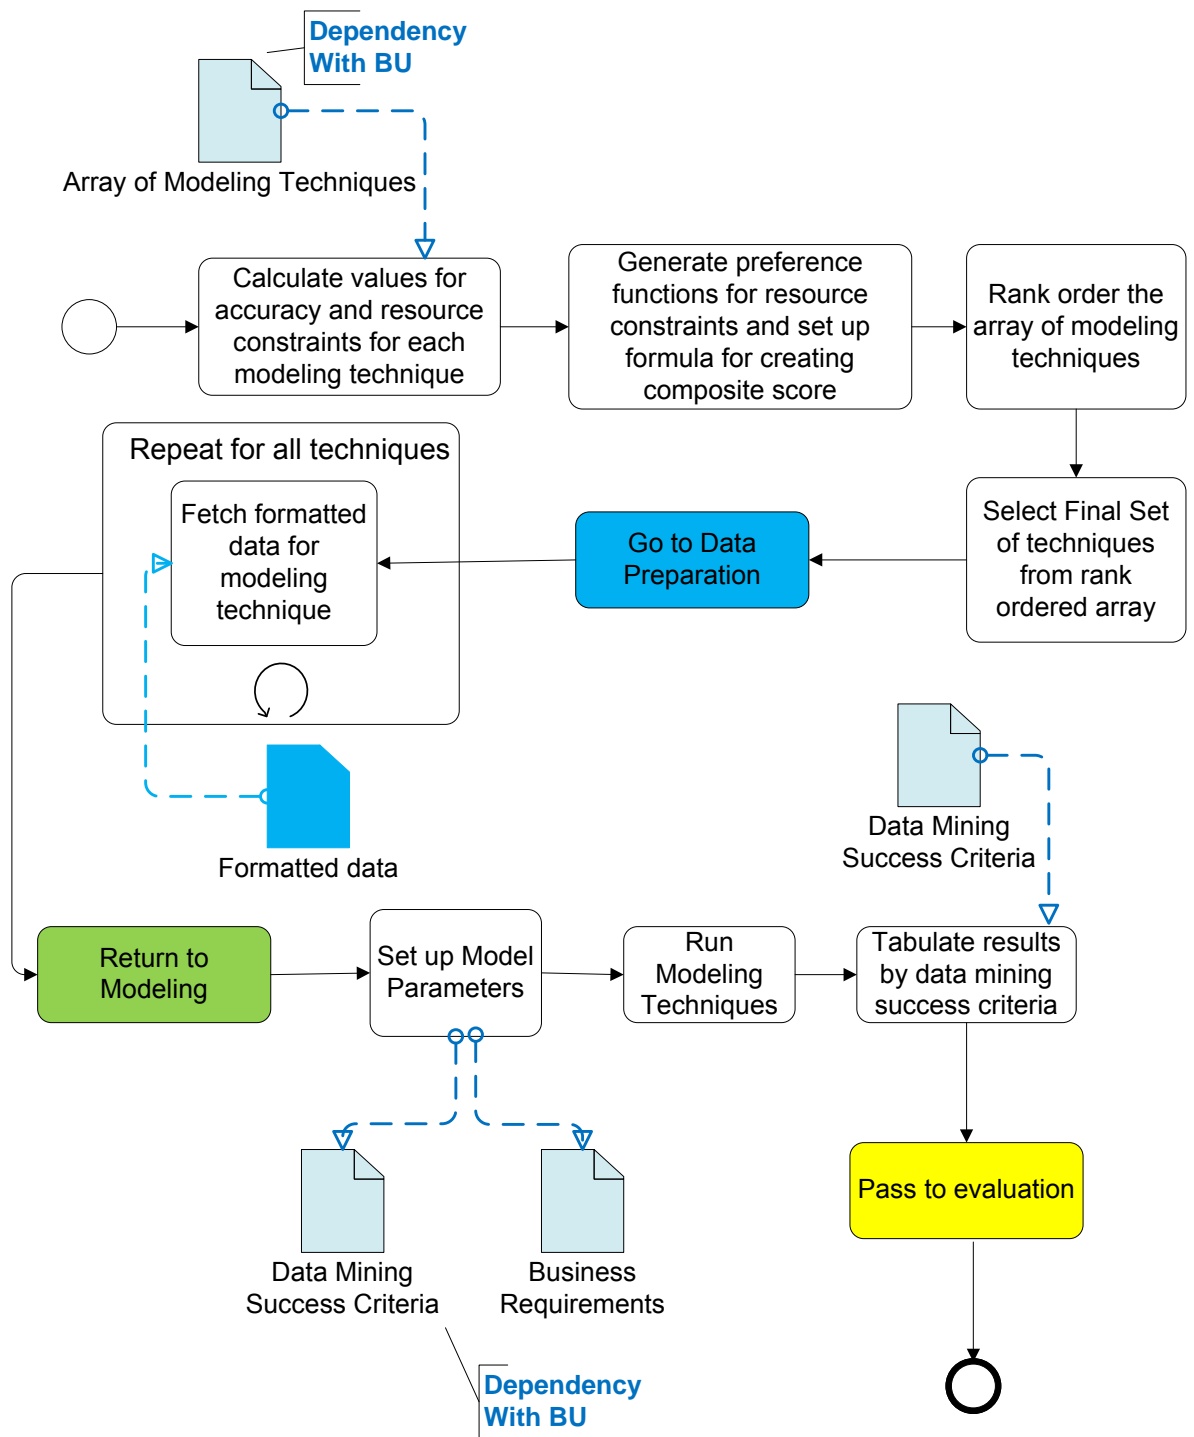 Dependency
With BU
Array of Modeling Techniques
Calculate values for
accuracy and resource
constraints for each
modeling technique
Generate preference
functions for resource
constraints and set up
formula for creating
composite score
Rank order the
array of modeling
techniques
Repeat for all techniques
Fetch formatted
data for
modeling
technique
Go to Data
Preparation
Select Final Set
of techniques
from rank
ordered array
Formatted data
Data Mining
Success Criteria
Return to
Modeling
Set up Model
Parameters
Run
Modeling
Techniques
Tabulate results
by data mining
success criteria
Pass to evaluation
Data Mining
Success Criteria
Business
Requirements
Dependency
With BU